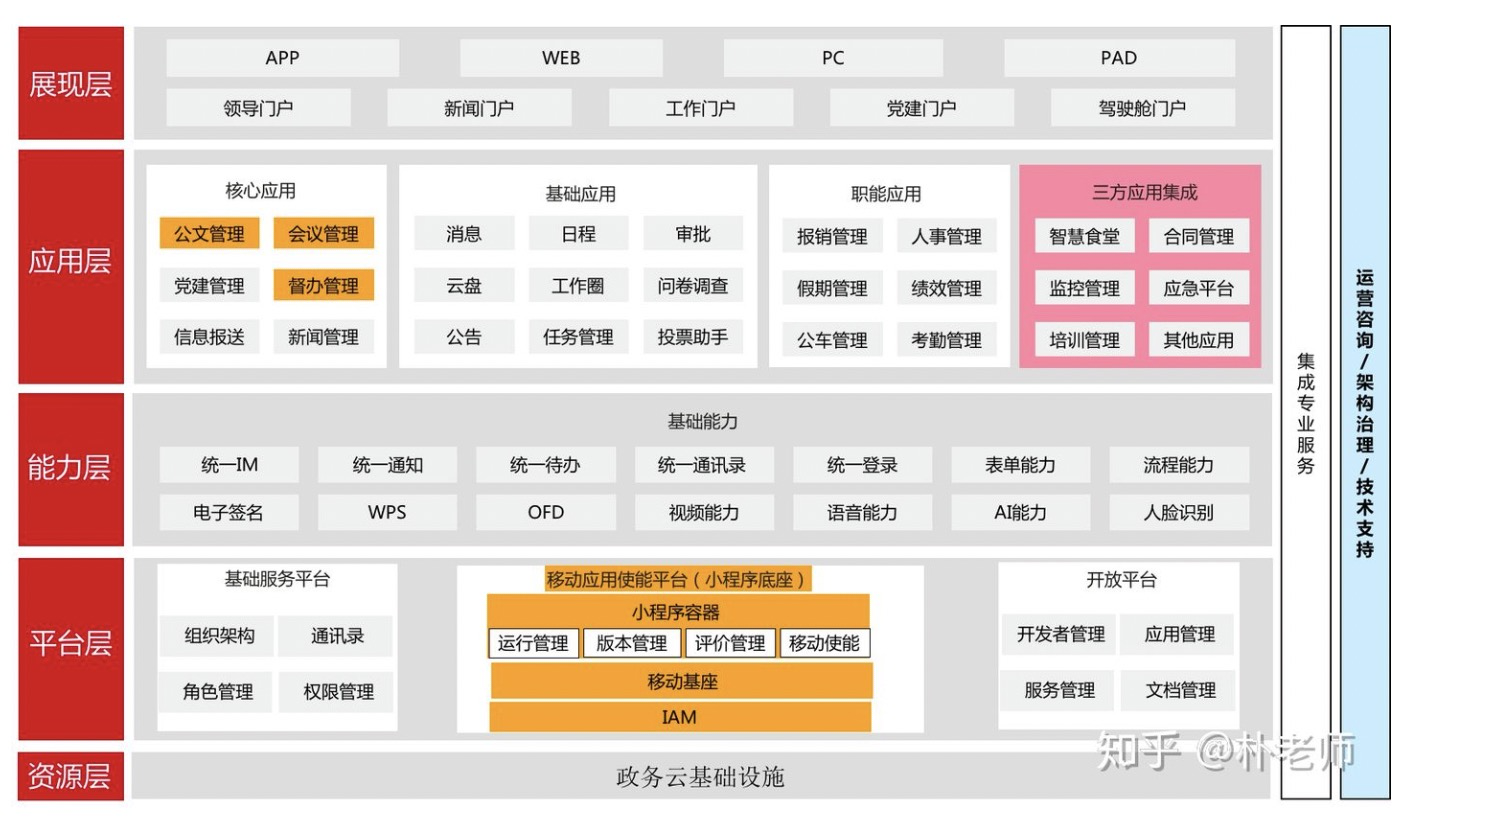 展现层
APP WEB PC PAD
领导门户 新闻门户 工作门户 党建门户 驾驶舱门户
应用层
核心应用
公文管理 会议管理
党建管理 督办管理
信息报送 新闻管理
基础应用
消息 日程 审批
云盘 工作圈 问卷调查
公告 任务管理 投票助手
职能应用
报销管理 人事管理
假期管理 绩效管理
公车管理 考勤管理
三方应用集成
智慧食堂 合同管理
监控管理 应急平台
培训管理 其他应用
能力层
基础能力
统一IM 统一通知 统一待办 统一通讯录 统一登录 表单能力 流程能力
电子签名 WPS OFD 视频能力 语音能力 AI能力 人脸识别
平台层
基础服务平台
组织架构 通讯录
角色管理 权限管理
移动应用使能平台（小程序底座）
小程序容器
运行管理 版本管理 评价管理 移动使能
移动基座
IAM
开放平台
开发者管理 应用管理
服务管理 文档管理
资源层
政务云基础设施
集成专业服务
运营咨询/架构治理/技术支持
知乎 @朴老师